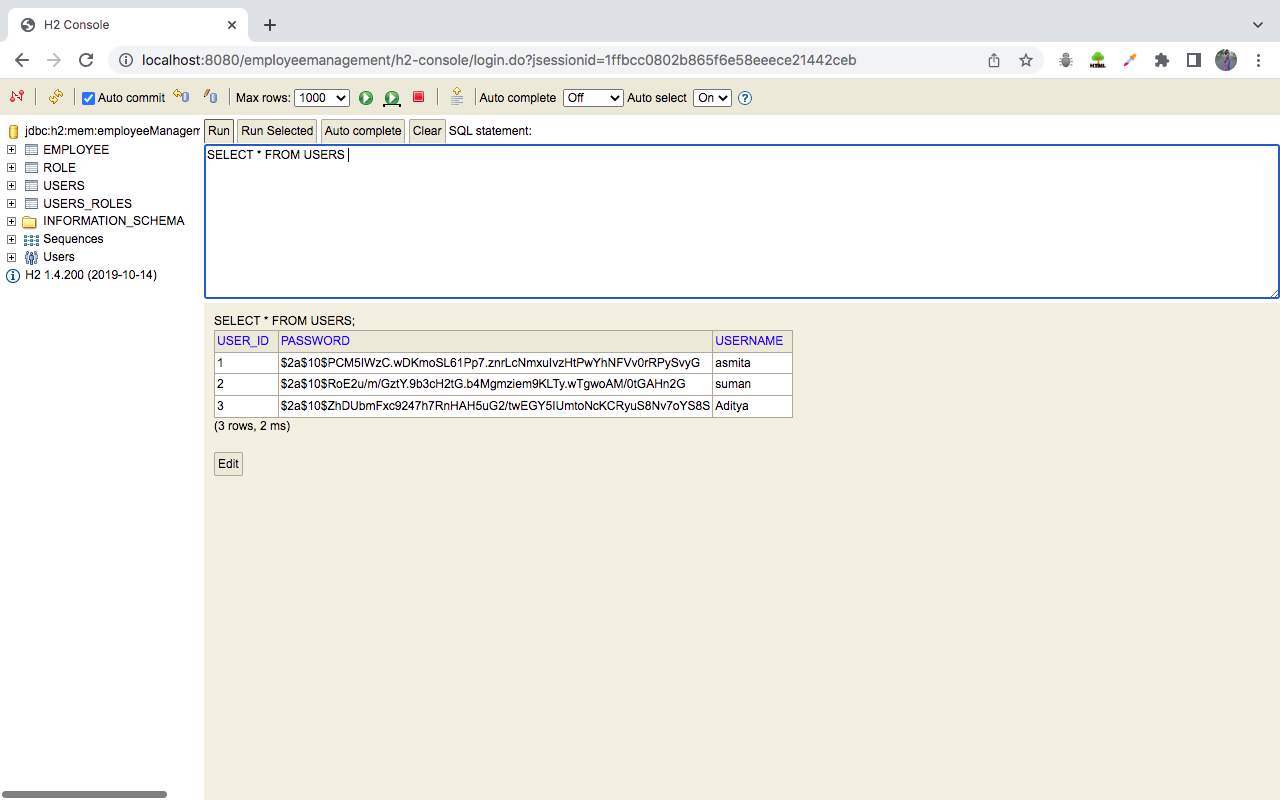 H2 Console
localhost:8080/employeemanagement/h2-console/login.do?jsessionid=1ffbcc0802b865f6e58eeece21442ceb
Auto commit Max rows: 1000 Auto complete Off Auto select On ?
jdbc:h2:mem:employeeManagem
EMPLOYEE
ROLE
USERS
USERS_ROLES
INFORMATION_SCHEMA
Sequences
Users
H2 1.4.200 (2019-10-14)
Run Run Selected Auto complete Clear SQL statement:
SELECT * FROM USERS
SELECT * FROM USERS;
USER_ID PASSWORD USERNAME
1 $2a$10$PCM5IWzC.wDKmoSL61Pp7.znrLcNmxuIvzHtPwYhNFVv0rRPySvyG asmita
2 $2a$10$RoE2u/m/GztY.9b3cH2tG.b4Mgmziem9KLTy.wTgwoAM/0tGAHn2G suman
3 $2a$10$ZhDUbmFxc9247h7RnHAH5uG2/twEGY5IUmtoNcKCRyuS8Nv7oYS8S Aditya
(3 rows, 2 ms)
Edit